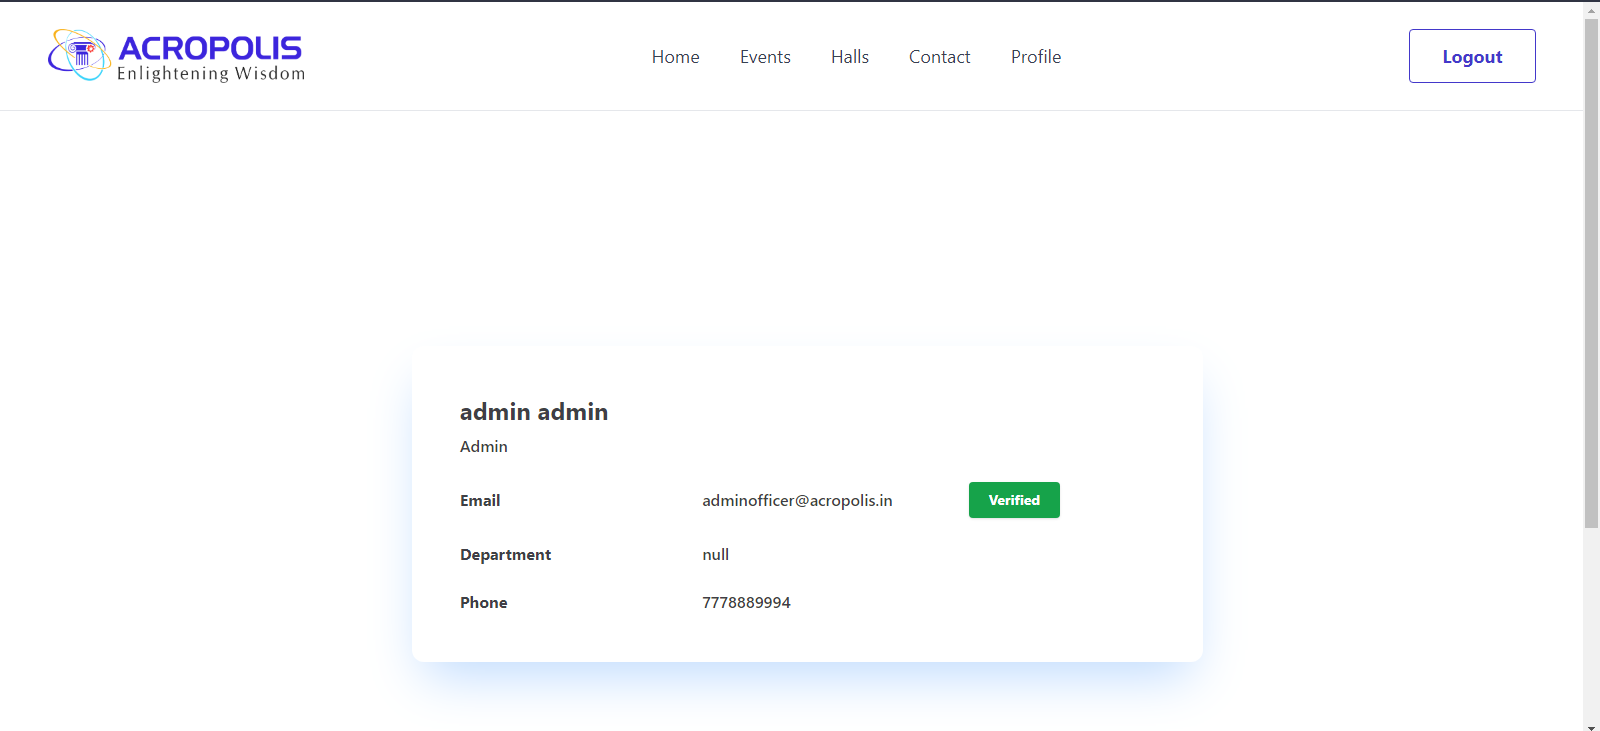 ACROPOLIS
Enlightening Wisdom
Home Events Halls Contact Profile
Logout
admin admin
Admin
Email adminofficer@acropolis.in Verified
Department null
Phone 7778889994